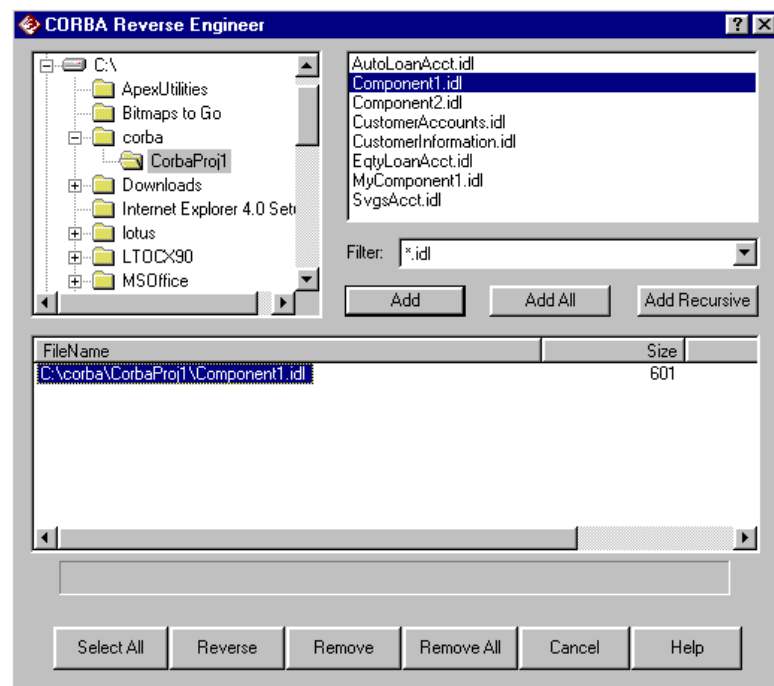 CORBA Reverse Engineer
C:\
ApexUtilities
Bitmaps to Go
corba
CorbaProj1
Downloads
Internet Explorer 4.0 Set
lotus
LTOCX90
MSOffice
AutoLoanAcct.idl
Component1.idl
Component2.idl
CustomerAccounts.idl
CustomerInformation.idl
EqtyLoanAcct.idl
MyComponent1.idl
SvgsAcct.idl
Filter: *.idl
Add Add All Add Recursive
FileName Size
C:\corba\CorbaProj1\Component1.idl 601
Select All Reverse Remove Remove All Cancel Help